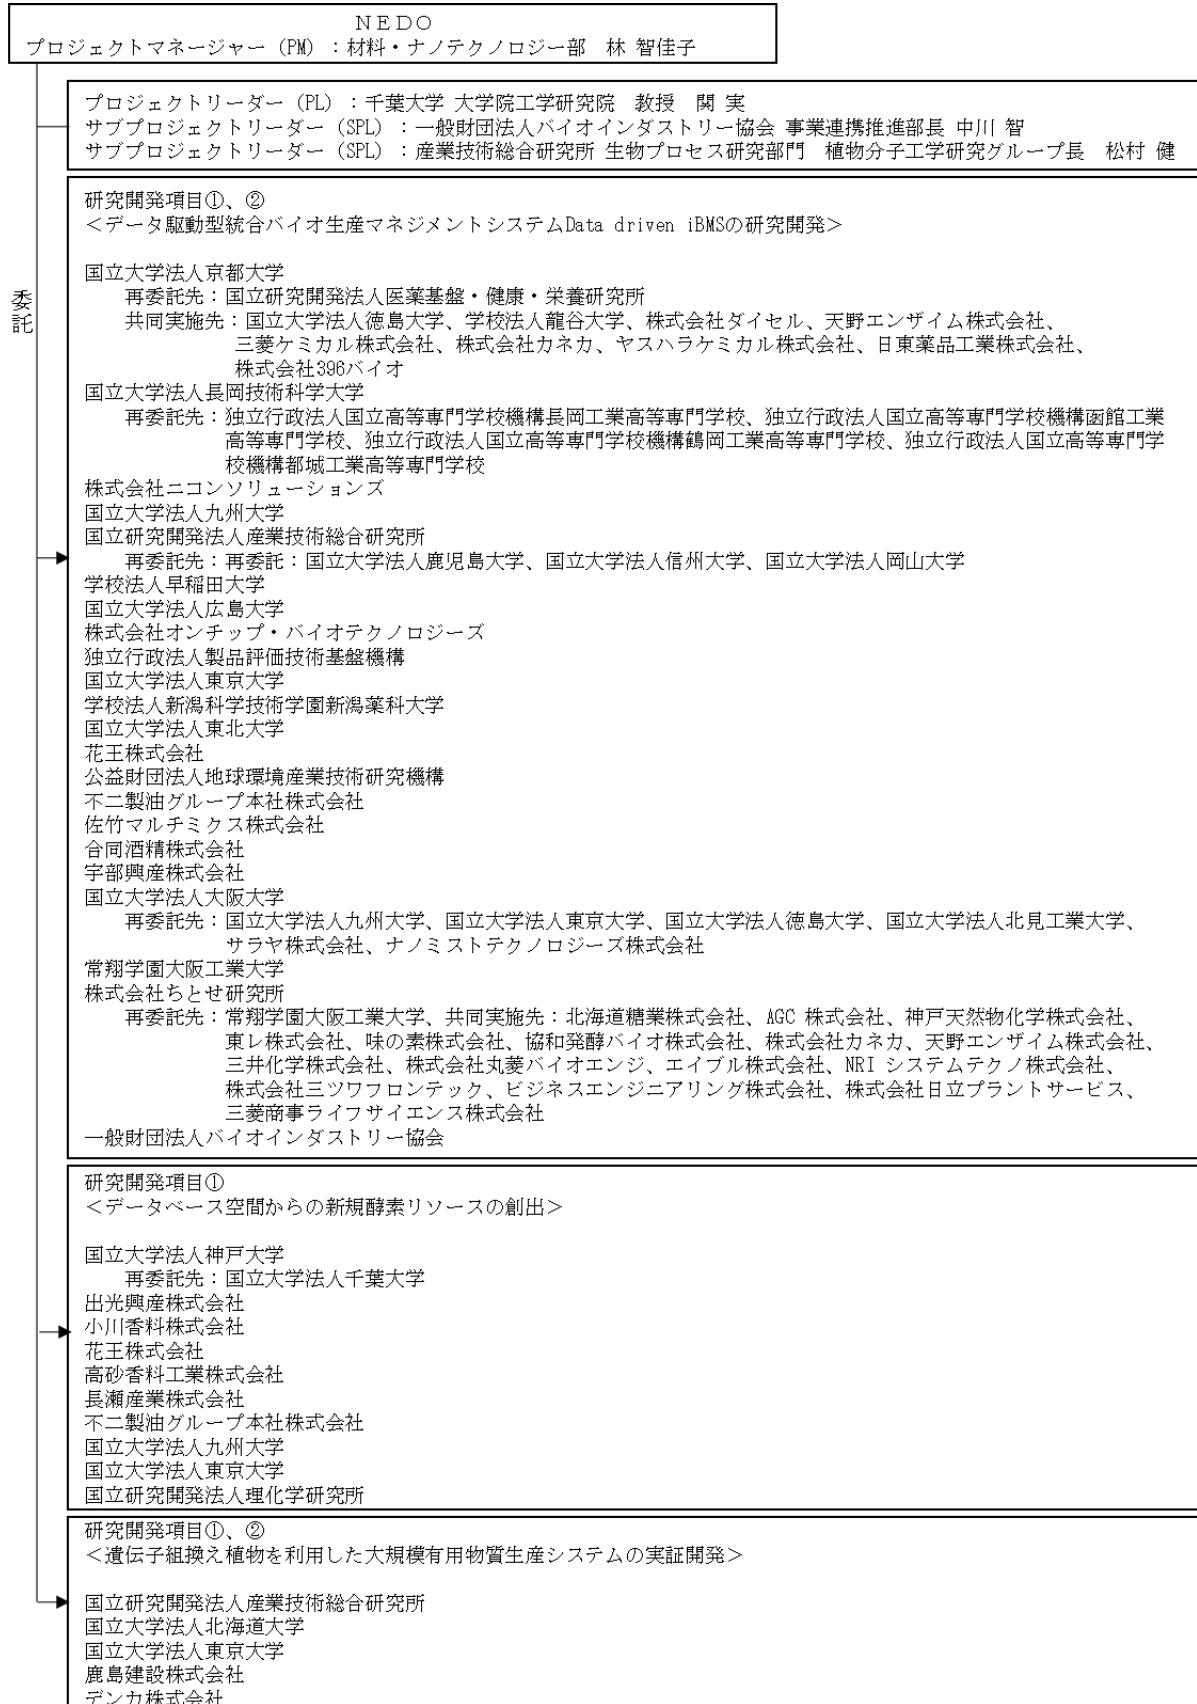 ＮＥＤＯ
プロジェクトマネージャー（PM）：材料・ナノテクノロジー部　林 智佳子
プロジェクトリーダー（PL）：千葉大学 大学院工学研究院　教授　関 実
サブプロジェクトリーダー（SPL）：一般財団法人バイオインダストリー協会 事業連携推進部長 中川 智
サブプロジェクトリーダー（SPL）：産業技術総合研究所 生物プロセス研究部門　植物分子工学研究グループ長　松村 健
委託
研究開発項目①、②
＜データ駆動型統合バイオ生産マネジメントシステムData driven iBMSの研究開発＞
国立大学法人京都大学
再委託先：国立研究開発法人医薬基盤・健康・栄養研究所
共同実施先：国立大学法人徳島大学、学校法人龍谷大学、株式会社ダイセル、天野エンザイム株式会社、
三菱ケミカル株式会社、株式会社カネカ、ヤスハラケミカル株式会社、日東薬品工業株式会社、
株式会社396バイオ
国立大学法人長岡技術科学大学
再委託先：独立行政法人国立高等専門学校機構長岡工業高等専門学校、独立行政法人国立高等専門学校機構函館工業
高等専門学校、独立行政法人国立高等専門学校機構鶴岡工業高等専門学校、独立行政法人国立高等専門学
校機構都城工業高等専門学校
株式会社ニコンソリューションズ
国立大学法人九州大学
国立研究開発法人産業技術総合研究所
再委託先：再委託：国立大学法人鹿児島大学、国立大学法人信州大学、国立大学法人岡山大学
学校法人早稲田大学
国立大学法人広島大学
株式会社オンチップ・バイオテクノロジーズ
独立行政法人製品評価技術基盤機構
国立大学法人東京大学
学校法人新潟科学技術学園新潟薬科大学
国立大学法人東北大学
花王株式会社
公益財団法人地球環境産業技術研究機構
不二製油グループ本社株式会社
佐竹マルチミクス株式会社
合同酒精株式会社
宇部興産株式会社
国立大学法人大阪大学
再委託先：国立大学法人九州大学、国立大学法人東京大学、国立大学法人徳島大学、国立大学法人北見工業大学、
サラヤ株式会社、ナノミストテクノロジーズ株式会社
常翔学園大阪工業大学
株式会社ちとせ研究所
再委託先：常翔学園大阪工業大学、共同実施先：北海道糖業株式会社、AGC 株式会社、神戸天然物化学株式会社、
東レ株式会社、味の素株式会社、協和発酵バイオ株式会社、株式会社カネカ、天野エンザイム株式会社、
三井化学株式会社、株式会社丸菱バイオエンジ、エイブル株式会社、NRI システムテクノ株式会社、
株式会社三ツワフロンテック、ビジネスエンジニアリング株式会社、株式会社日立プラントサービス、
三菱商事ライフサイエンス株式会社
一般財団法人バイオインダストリー協会
研究開発項目①
＜データベース空間からの新規酵素リソースの創出＞
国立大学法人神戸大学
再委託先：国立大学法人千葉大学
出光興産株式会社
小川香料株式会社
花王株式会社
高砂香料工業株式会社
長瀬産業株式会社
不二製油グループ本社株式会社
国立大学法人九州大学
国立大学法人東京大学
国立研究開発法人理化学研究所
研究開発項目①、②
＜遺伝子組換え植物を利用した大規模有用物質生産システムの実証開発＞
国立研究開発法人産業技術総合研究所
国立大学法人北海道大学
国立大学法人東京大学
鹿島建設株式会社
デンカ株式会社